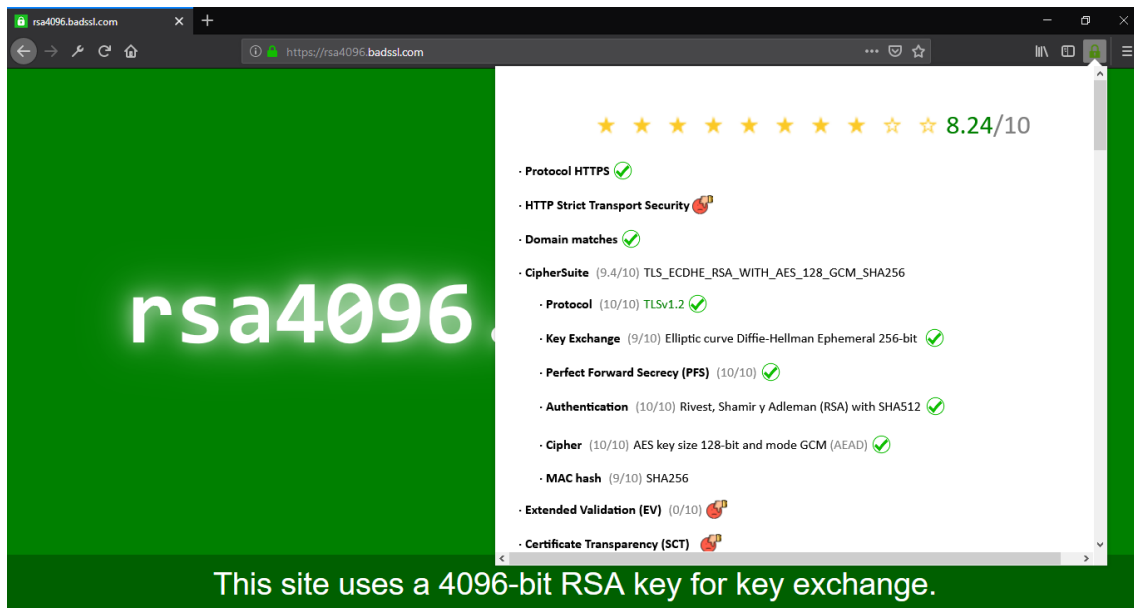 rsa4096.badssl.com
https://rsa4096.badssl.com
8.24/10
· Protocol HTTPS
· HTTP Strict Transport Security
· Domain matches
· CipherSuite (9.4/10) TLS_ECDHE_RSA_WITH_AES_128_GCM_SHA256
· Protocol (10/10) TLSv1.2
· Key Exchange (9/10) Elliptic curve Diffie-Hellman Ephemeral 256-bit
· Perfect Forward Secrecy (PFS) (10/10)
· Authentication (10/10) Rivest, Shamir y Adleman (RSA) with SHA512
· Cipher (10/10) AES key size 128-bit and mode GCM (AEAD)
· MAC hash (9/10) SHA256
· Extended Validation (EV) (0/10)
· Certificate Transparency (SCT)
rsa4096.
This site uses a 4096-bit RSA key for key exchange.